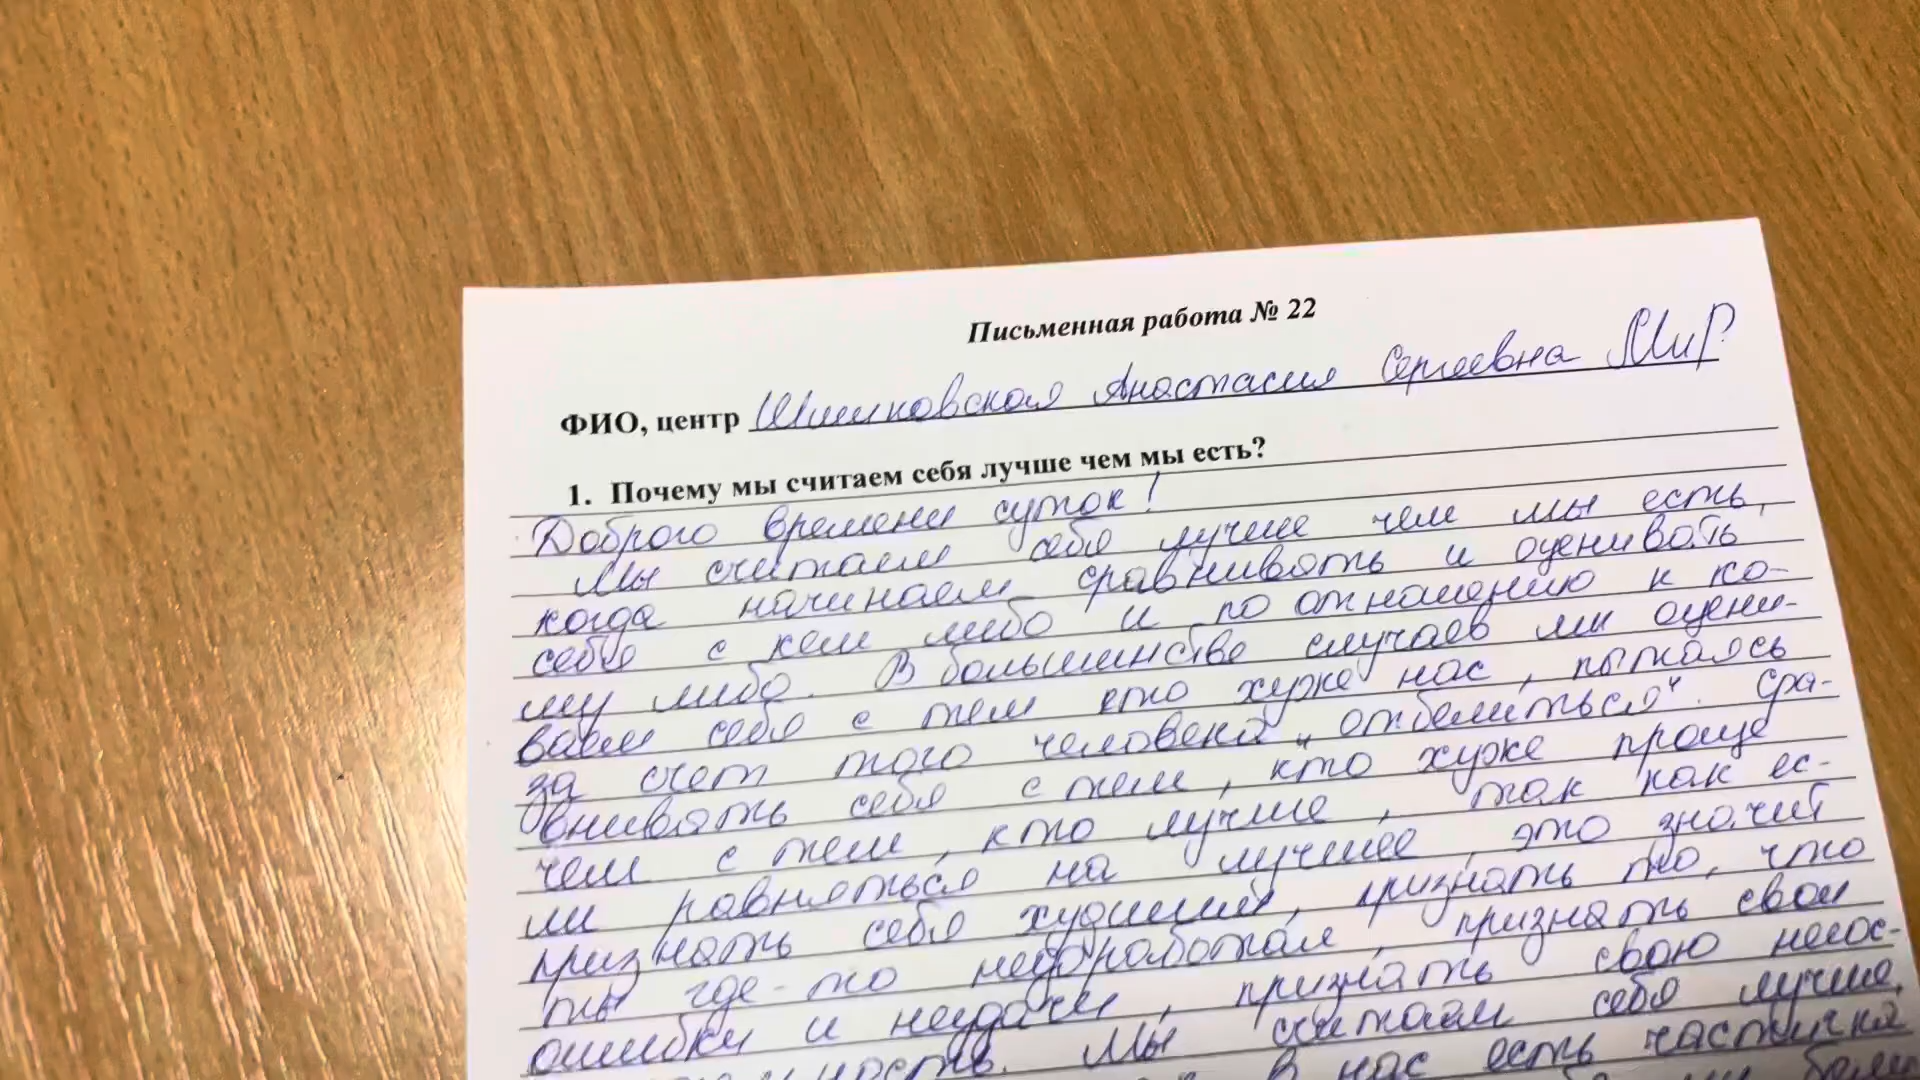 Письменная работа № 22
ФИО, центр Анастасия Сергеевна МиР
1. Почему мы считаем себя лучше чем мы есть?
Доброго времени суток!
Мы считаем себя лучше чем мы есть,
когда начинаем сравнивать и оценивать
себя с кем либо и по отношению к ко-
му либо. В большинстве случаев мы оцени-
ваем себя с тем кто хуже нас, пытаясь
за счет того человека „отбелиться". Сра-
внивать себя с тем, кто хуже проще
чем с тем, кто лучше, так как ес-
ли равняться на лучшее, это значит
признать себя худшим, признать то, что
ты где-то недоработал, признать свои
ошибки и неудачи, признать свою непос-
Мы считаем себя лучше,
в нас есть частичка